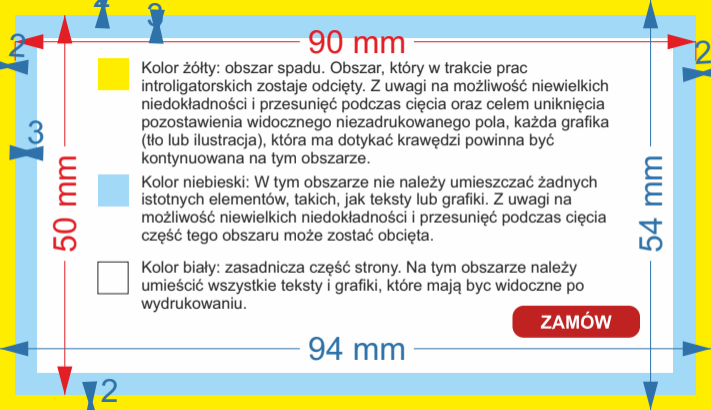 2
3
2
90 mm
2
Kolor żółty: obszar spadu. Obszar, który w trakcie prac
introligatorskich zostaje odcięty. Z uwagi na możliwość niewielkich
niedokładności i przesunięć podczas cięcia oraz celem uniknięcia
pozostawienia widocznego niezadrukowanego pola, każda grafika
(tło lub ilustracja), która ma dotykać krawędzi powinna być
kontynuowana na tym obszarze.
3
Kolor niebieski: W tym obszarze nie należy umieszczać żadnych
istotnych elementów, takich, jak teksty lub grafiki. Z uwagi na
możliwość niewielkich niedokładności i przesunięć podczas cięcia
część tego obszaru może zostać obcięta.
50 mm
54 mm
Kolor biały: zasadnicza część strony. Na tym obszarze należy
umieścić wszystkie teksty i grafiki, które mają byc widoczne po
wydrukowaniu.
ZAMÓW
94 mm
2